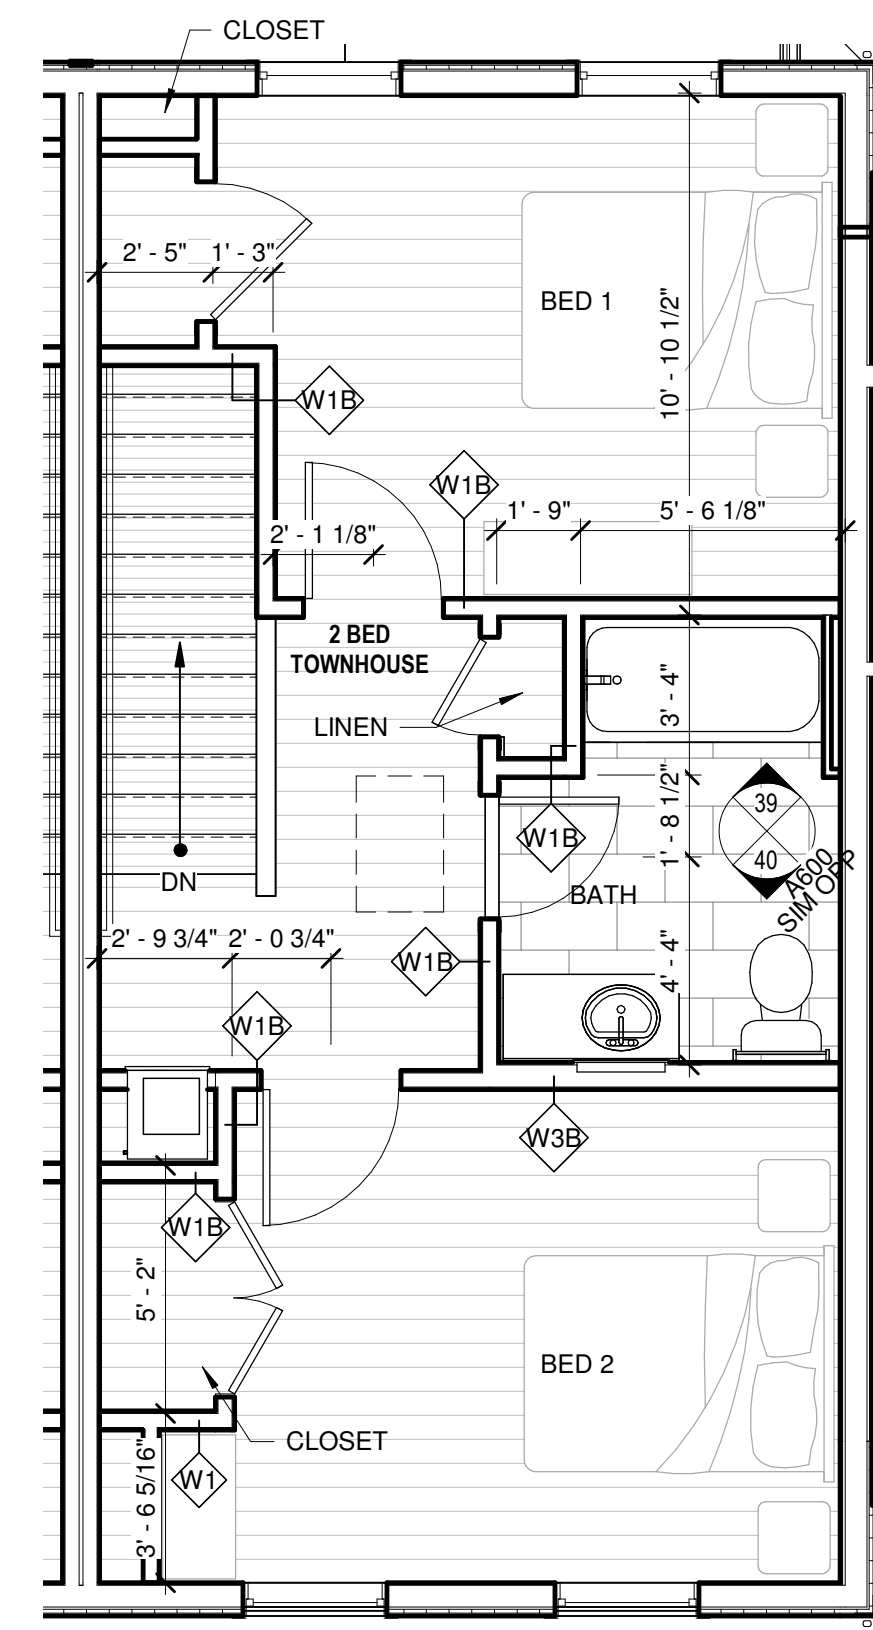 CLOSET
2' - 5" 1' - 3"
BED 1
10' - 10 1/2"
W1B
W1B
1' - 9" 5' - 6 1/8"
2' - 1 1/8"
2 BED
TOWNHOUSE
3' - 4"
LINEN
1' - 8 1/2"
39
W1B
40
A600
SIM OPP
DN
BATH
2' - 9 3/4" 2' - 0 3/4"
W1B
4' - 4"
W1B
W3B
W1B
5' - 2"
BED 2
CLOSET
W1
3' - 6 5/16"